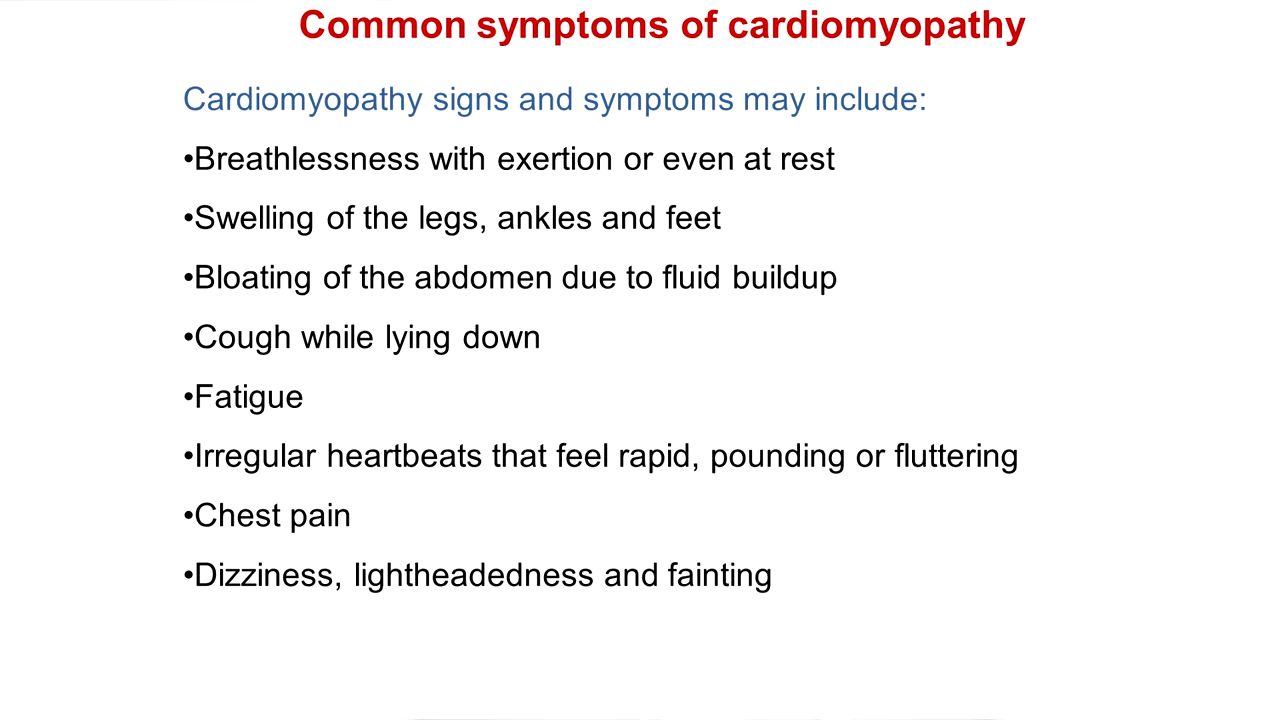 Common symptoms of cardiomyopathy
Cardiomyopathy signs and symptoms may include:
•Breathlessness with exertion or even at rest
•Swelling of the legs, ankles and feet
•Bloating of the abdomen due to fluid buildup
•Cough while lying down
•Fatigue
•Irregular heartbeats that feel rapid, pounding or fluttering
•Chest pain
•Dizziness, lightheadedness and fainting